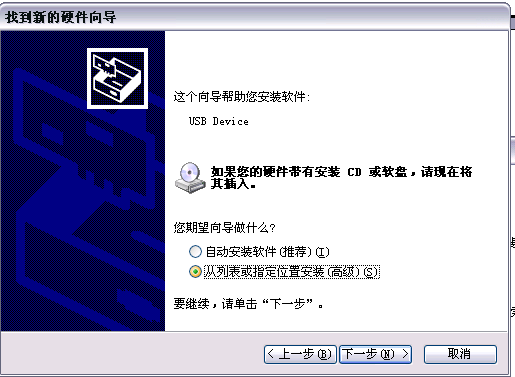 找到新的硬件向导
这个向导帮助您安装软件:
USB Device
如果您的硬件带有安装 CD 或软盘，请现在将
其插入。
您期望向导做什么?
自动安装软件(推荐)(I)
从列表或指定位置安装(高级)(S)
要继续，请单击“下一步”。
< 上一步(B)
下一步(N) >
取消